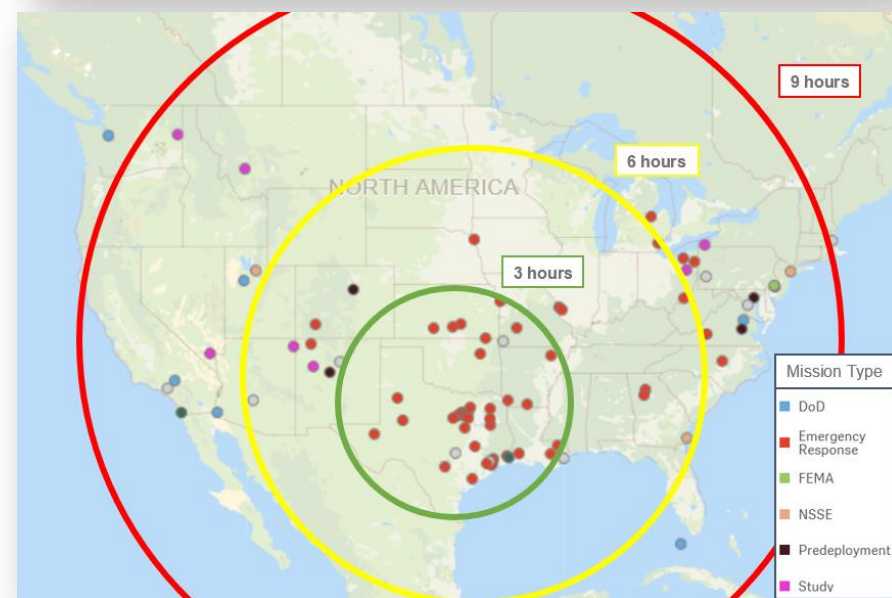 9 hours
6 hours
NORTH AMERICA
3 hours
Mission Type
DoD
Emergency
Response
FEMA
NSSE
Predeployment
Study